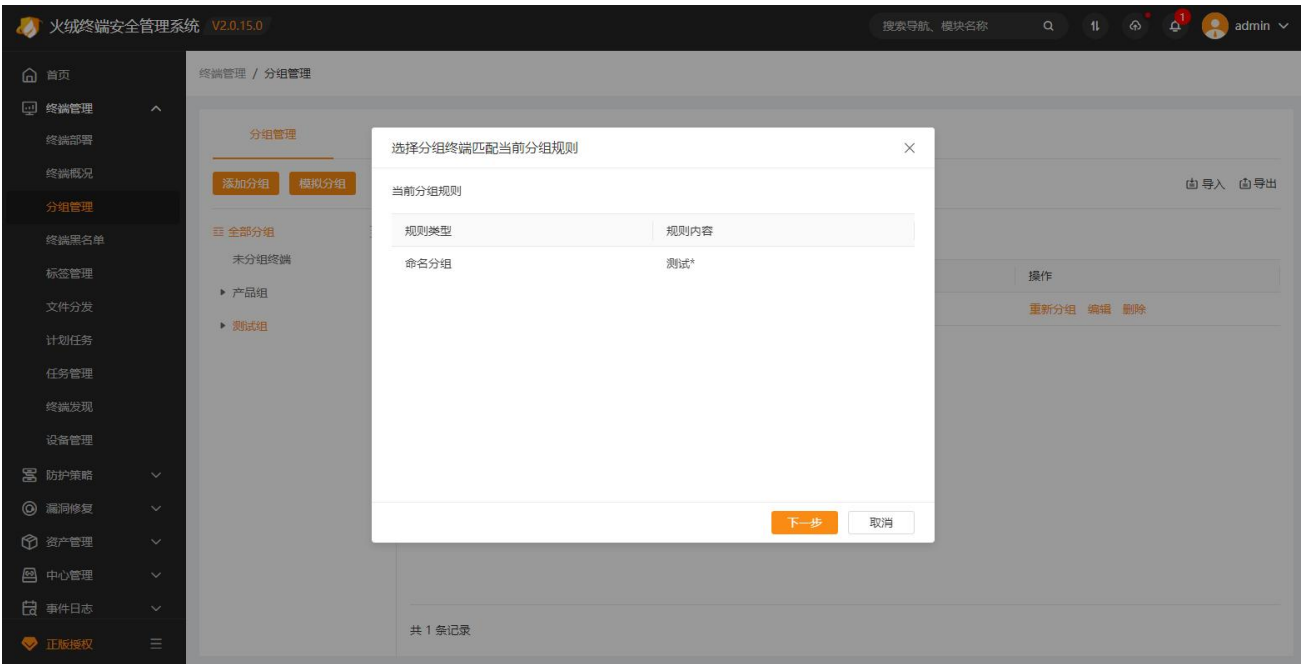 火绒终端安全管理系统 V2.0.15.0 搜索导航、模块名称 1 admin
首页
终端管理
终端部署
终端概况
分组管理
终端黑名单
标签管理
文件分发
计划任务
任务管理
终端发现
设备管理
防护策略
漏洞修复
资产管理
中心管理
事件日志
正版授权
终端管理 / 分组管理
分组管理
添加分组 模拟分组
导入 导出
全部分组
未分组终端
产品组
测试组
操作
重新分组 编辑 删除
共 1 条记录
选择分组终端匹配当前分组规则
当前分组规则
规则类型 规则内容
命名分组 测试*
下一步 取消